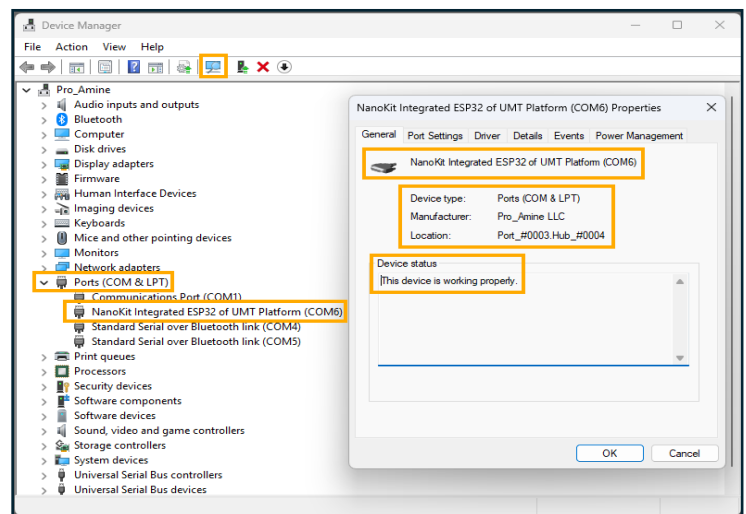 Device Manager
File Action View Help
Pro_Amine
Audio inputs and outputs
Bluetooth
Computer
Disk drives
Display adapters
Firmware
Human Interface Devices
Imaging devices
Keyboards
Mice and other pointing devices
Monitors
Network adapters
Ports (COM & LPT)
Communications Port (COM1)
NanoKit Integrated ESP32 of UMT Platform (COM6)
Standard Serial over Bluetooth link (COM4)
Standard Serial over Bluetooth link (COM5)
Print queues
Processors
Security devices
Software components
Software devices
Sound, video and game controllers
Storage controllers
System devices
Universal Serial Bus controllers
Universal Serial Bus devices
NanoKit Integrated ESP32 of UMT Platform (COM6) Properties
General Port Settings Driver Details Events Power Management
NanoKit Integrated ESP32 of UMT Platform (COM6)
Device type: Ports (COM & LPT)
Manufacturer: Pro_Amine LLC
Location: Port_#0003.Hub_#0004
Device status
This device is working properly.
OK Cancel